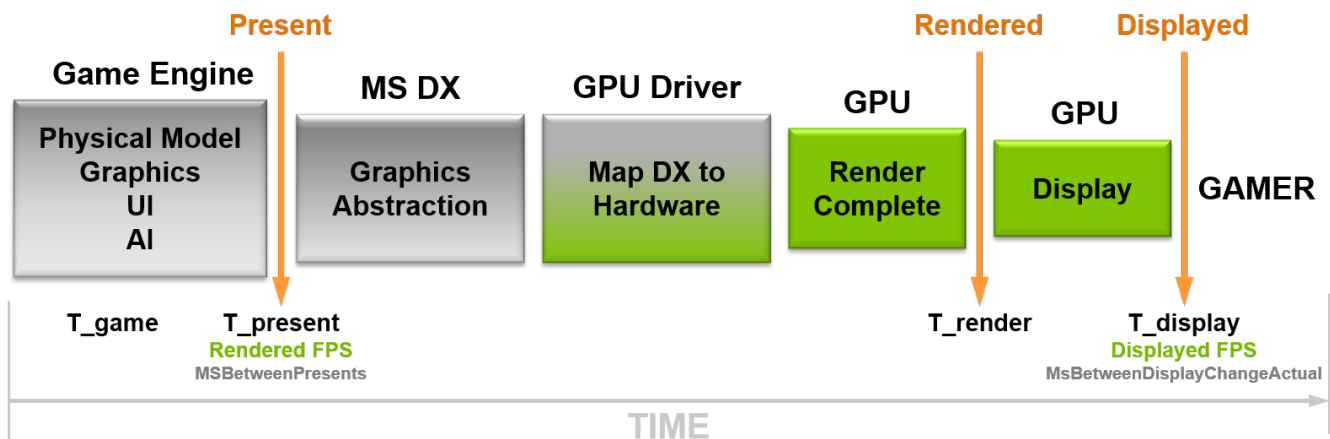 Present
Rendered
Displayed
Game Engine
MS DX
GPU Driver
GPU
GPU
Physical Model
Graphics
UI
AI
Graphics
Abstraction
Map DX to
Hardware
Render
Complete
Display
GAMER
T_game
T_present
T_render
T_display
Rendered FPS
Displayed FPS
MSBetweenPresents
MsBetweenDisplayChangeActual
TIME